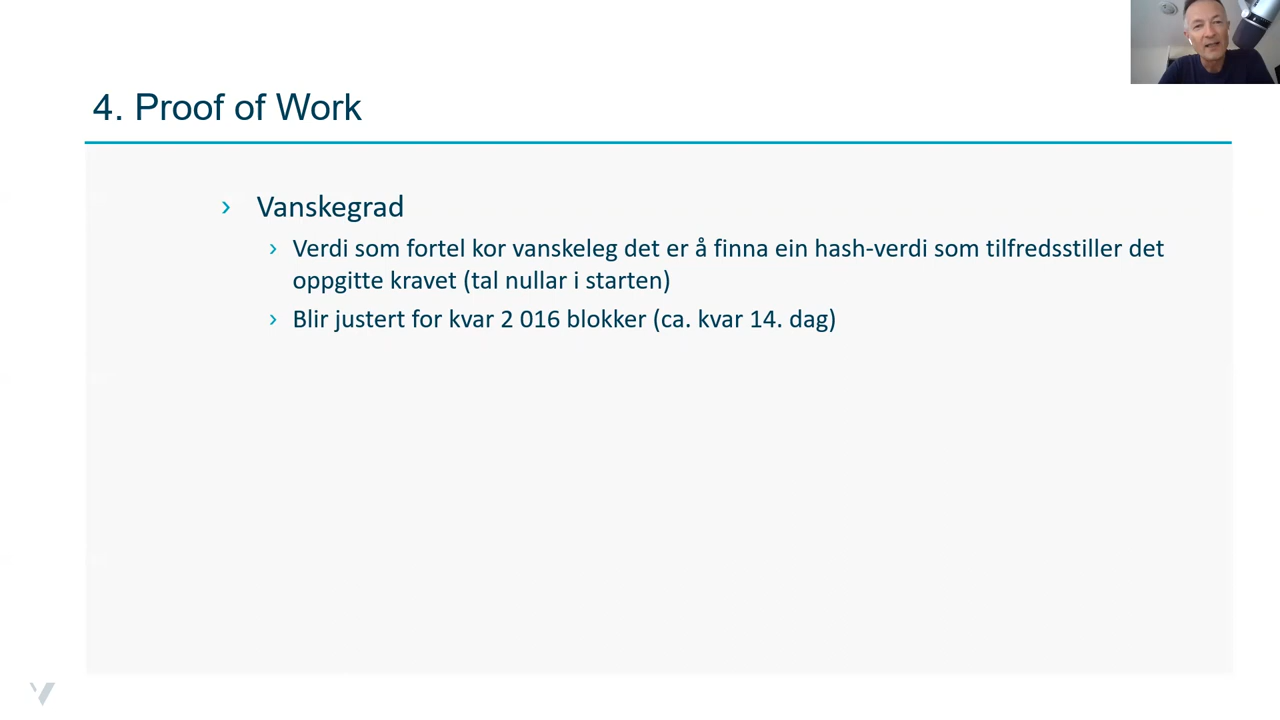 4. Proof of Work
› Vanskegrad
› Verdi som fortel kor vanskeleg det er å finna ein hash-verdi som tilfredsstiller det
oppgitte kravet (tal nullar i starten)
› Blir justert for kvar 2 016 blokker (ca. kvar 14. dag)